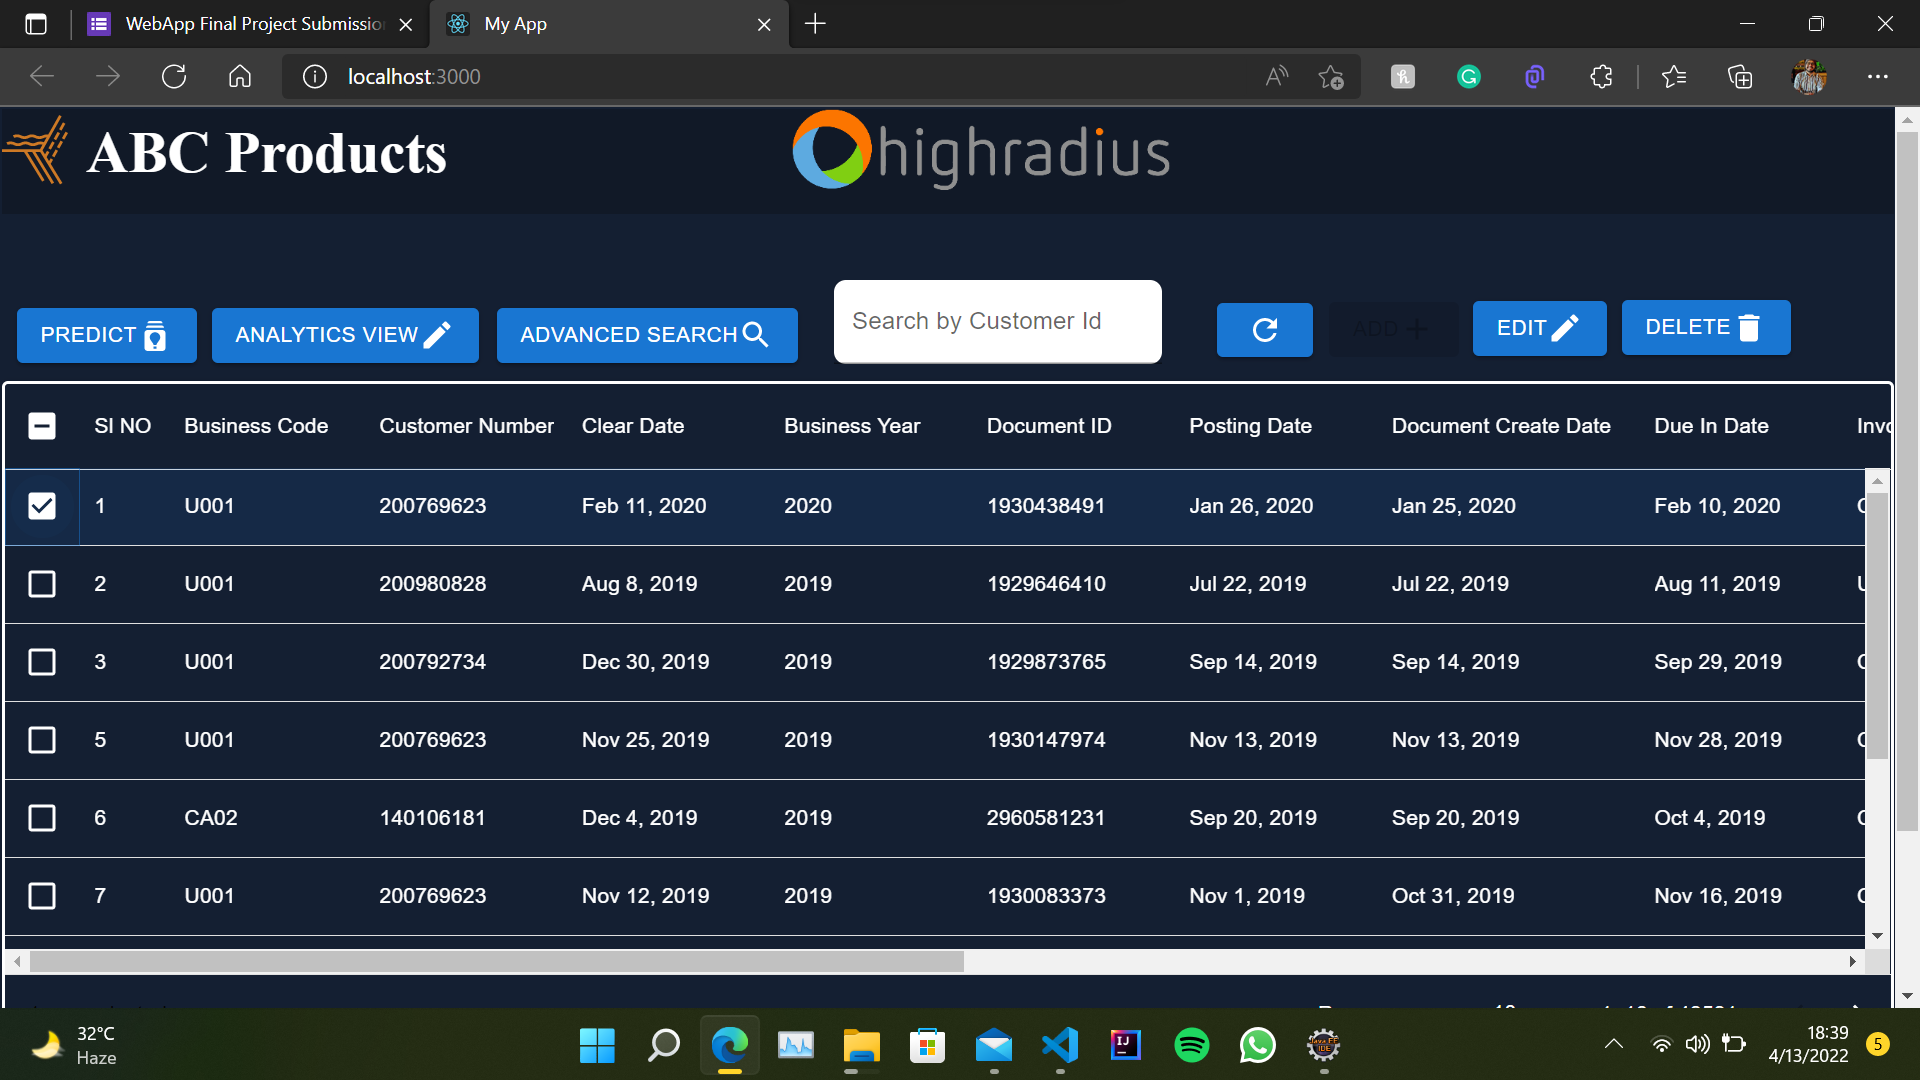 WebApp Final Project Submissio
My App
localhost:3000
ABC Products
highradius
PREDICT
ANALYTICS VIEW
ADVANCED SEARCH
Search by Customer Id
ADD
EDIT
DELETE
Sl NO Business Code Customer Number Clear Date Business Year Document ID Posting Date Document Create Date Due In Date Invo
1 U001 200769623 Feb 11, 2020 2020 1930438491 Jan 26, 2020 Jan 25, 2020 Feb 10, 2020
2 U001 200980828 Aug 8, 2019 2019 1929646410 Jul 22, 2019 Jul 22, 2019 Aug 11, 2019
3 U001 200792734 Dec 30, 2019 2019 1929873765 Sep 14, 2019 Sep 14, 2019 Sep 29, 2019
5 U001 200769623 Nov 25, 2019 2019 1930147974 Nov 13, 2019 Nov 13, 2019 Nov 28, 2019
6 CA02 140106181 Dec 4, 2019 2019 2960581231 Sep 20, 2019 Sep 20, 2019 Oct 4, 2019
7 U001 200769623 Nov 12, 2019 2019 1930083373 Nov 1, 2019 Oct 31, 2019 Nov 16, 2019
32°C
Haze
18:39
4/13/2022
5